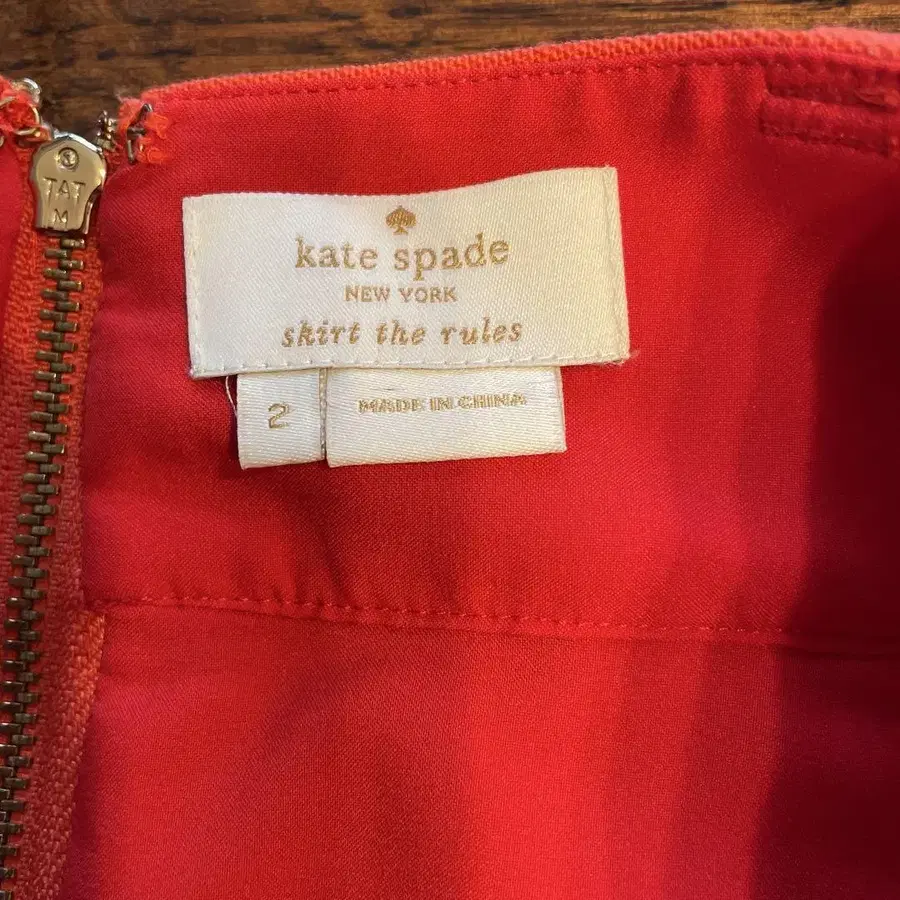 TAT
M
kate spade
NEW YORK
skirt the rules
2
MADE IN CHINA